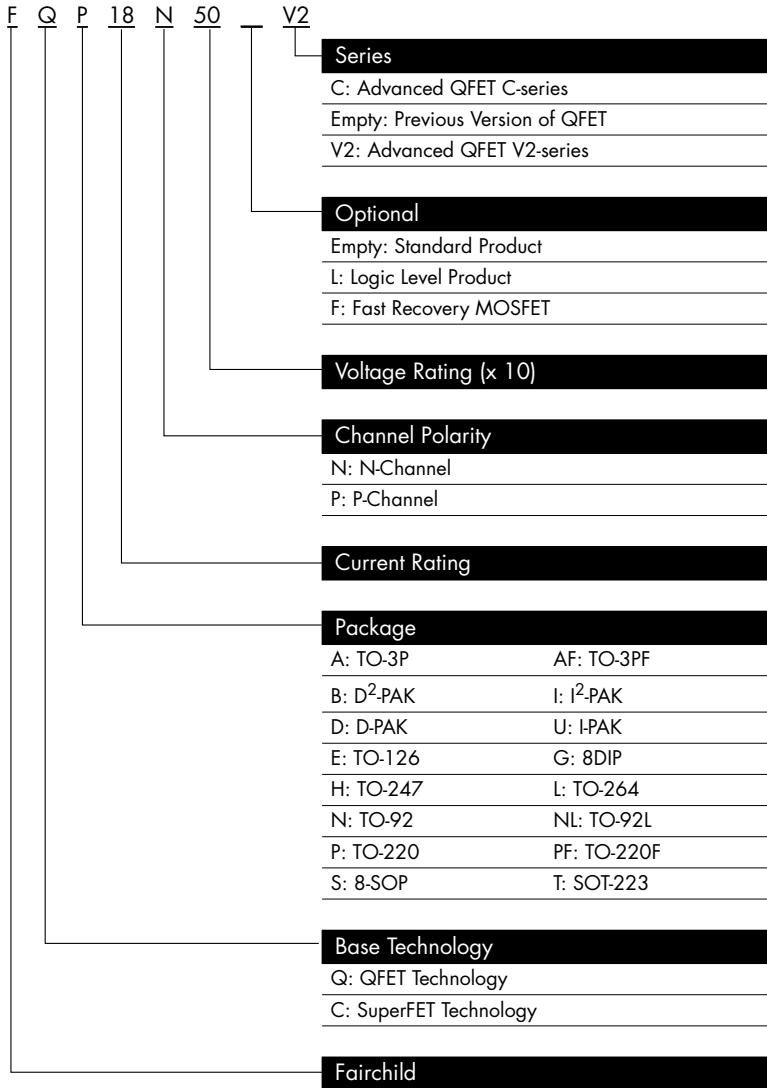 F Q P 18 N 50 _ V2
Series
C: Advanced QFET C-series
Empty: Previous Version of QFET
V2: Advanced QFET V2-series
Optional
Empty: Standard Product
L: Logic Level Product
F: Fast Recovery MOSFET
Voltage Rating (x 10)
Channel Polarity
N: N-Channel
P: P-Channel
Current Rating
Package
A: TO-3P AF: TO-3PF
B: D²-PAK I: I²-PAK
D: D-PAK U: I-PAK
E: TO-126 G: 8DIP
H: TO-247 L: TO-264
N: TO-92 NL: TO-92L
P: TO-220 PF: TO-220F
S: 8-SOP T: SOT-223
Base Technology
Q: QFET Technology
C: SuperFET Technology
Fairchild